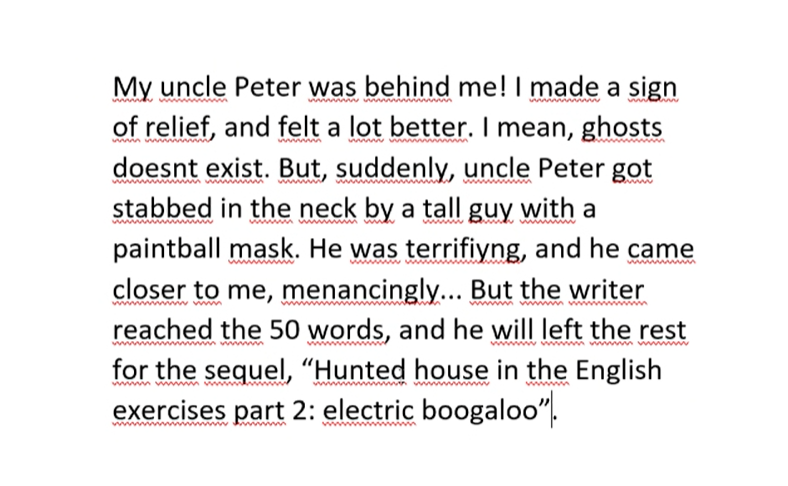 My uncle Peter was behind me! I made a sign
of relief, and felt a lot better. I mean, ghosts
doesnt exist. But, suddenly, uncle Peter got
stabbed in the neck by a tall guy with a
paintball mask. He was terrifiyng, and he came
closer to me, menancingly... But the writer
reached the 50 words, and he will left the rest
for the sequel, “Hunted house in the English
exercises part 2: electric boogaloo”.